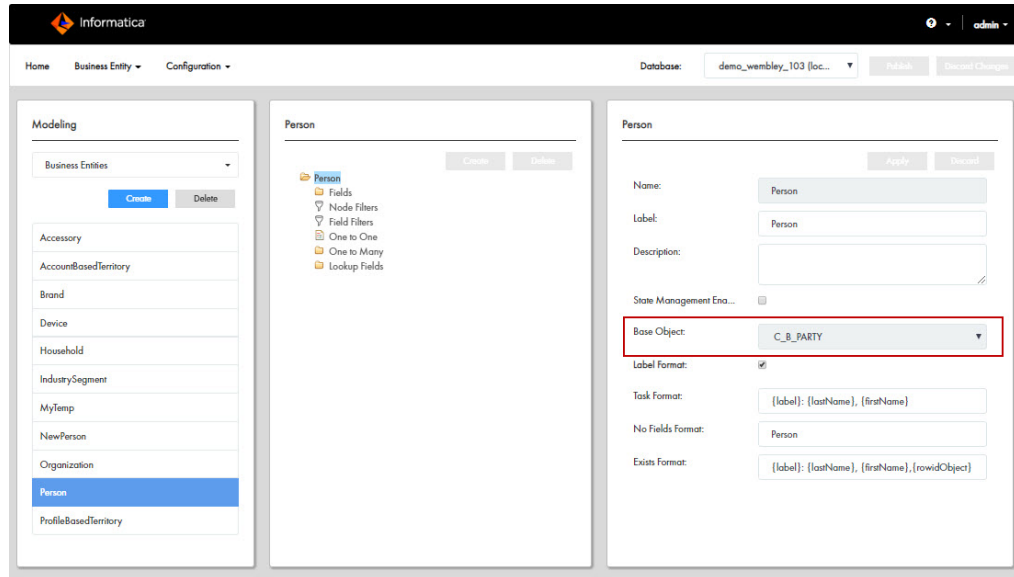 Informatica
admin
Home Business Entity Configuration Database: demo_wembley_103 (loc... Publish Discard Changes
Modeling
Business Entities
Create Delete
Accessory
AccountBasedTerritory
Brand
Device
Household
IndustrySegment
MyTemp
NewPerson
Organization
Person
ProfileBasedTerritory
Person
Create Delete
Person
Fields
Node Filters
Field Filters
One to One
One to Many
Lookup Fields
Person
Apply Discard
Name: Person
Label: Person
Description:
State Management Ena...
Base Object: C_B_PARTY
Label Format:
Task Format: {label}: {lastName}, {firstName}
No Fields Format: Person
Exists Format: {label}: {lastName}, {firstName},{rowidObject}